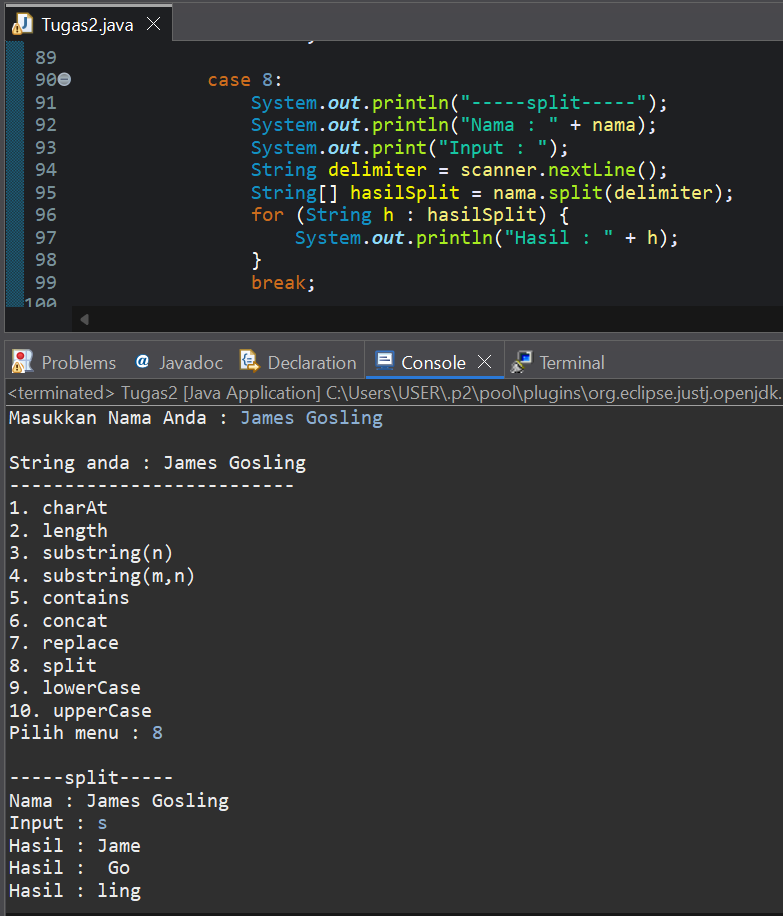 Tugas2.java
89
90 case 8:
91 System.out.println("-----split-----");
92 System.out.println("Nama : " + nama);
93 System.out.print("Input : ");
94 String delimiter = scanner.nextLine();
95 String[] hasilSplit = nama.split(delimiter);
96 for (String h : hasilSplit) {
97 System.out.println("Hasil : " + h);
98 }
99 break;
100
Problems @ Javadoc Declaration Console Terminal
<terminated> Tugas2 [Java Application] C:\Users\USER\.p2\pool\plugins\org.eclipse.justj.openjdk.
Masukkan Nama Anda : James Gosling
String anda : James Gosling
--------------------------
1. charAt
2. length
3. substring(n)
4. substring(m,n)
5. contains
6. concat
7. replace
8. split
9. lowerCase
10. upperCase
Pilih menu : 8
-----split-----
Nama : James Gosling
Input : s
Hasil : Jame
Hasil :  Go
Hasil : ling